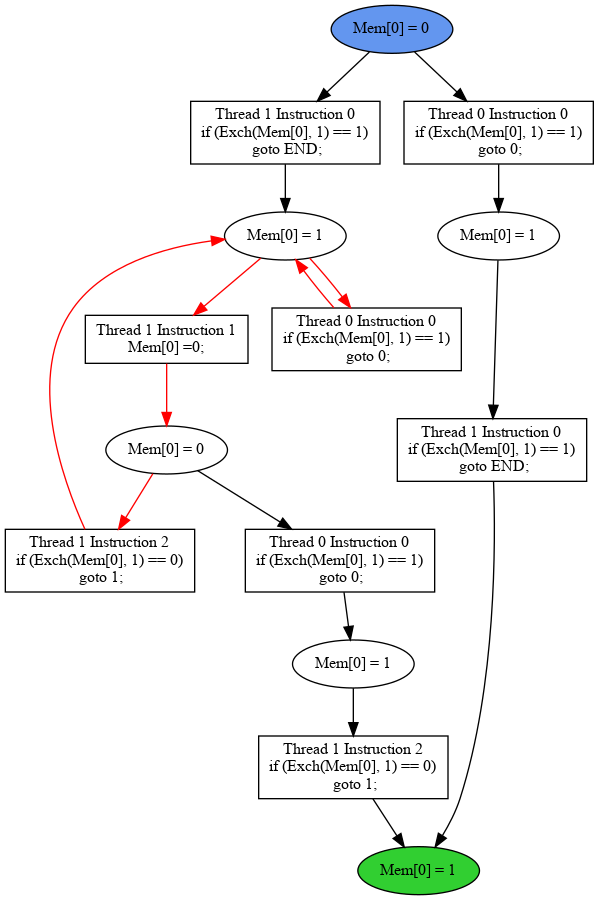 Mem[0] = 0
Thread 1 Instruction 0
if (Exch(Mem[0], 1) == 1)
goto END;
Thread 0 Instruction 0
if (Exch(Mem[0], 1) == 1)
goto 0;
Mem[0] = 1
Mem[0] = 1
Thread 1 Instruction 1
Mem[0] =0;
Thread 0 Instruction 0
if (Exch(Mem[0], 1) == 1)
goto 0;
Thread 1 Instruction 0
if (Exch(Mem[0], 1) == 1)
goto END;
Mem[0] = 0
Thread 1 Instruction 2
if (Exch(Mem[0], 1) == 0)
goto 1;
Thread 0 Instruction 0
if (Exch(Mem[0], 1) == 1)
goto 0;
Mem[0] = 1
Thread 1 Instruction 2
if (Exch(Mem[0], 1) == 0)
goto 1;
Mem[0] = 1